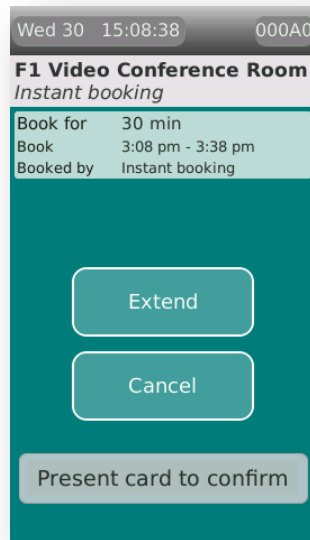 Wed 30 15:08:38 000A0
F1 Video Conference Room
Instant booking
Book for 30 min
Book 3:08 pm - 3:38 pm
Booked by Instant booking
Extend
Cancel
Present card to confirm